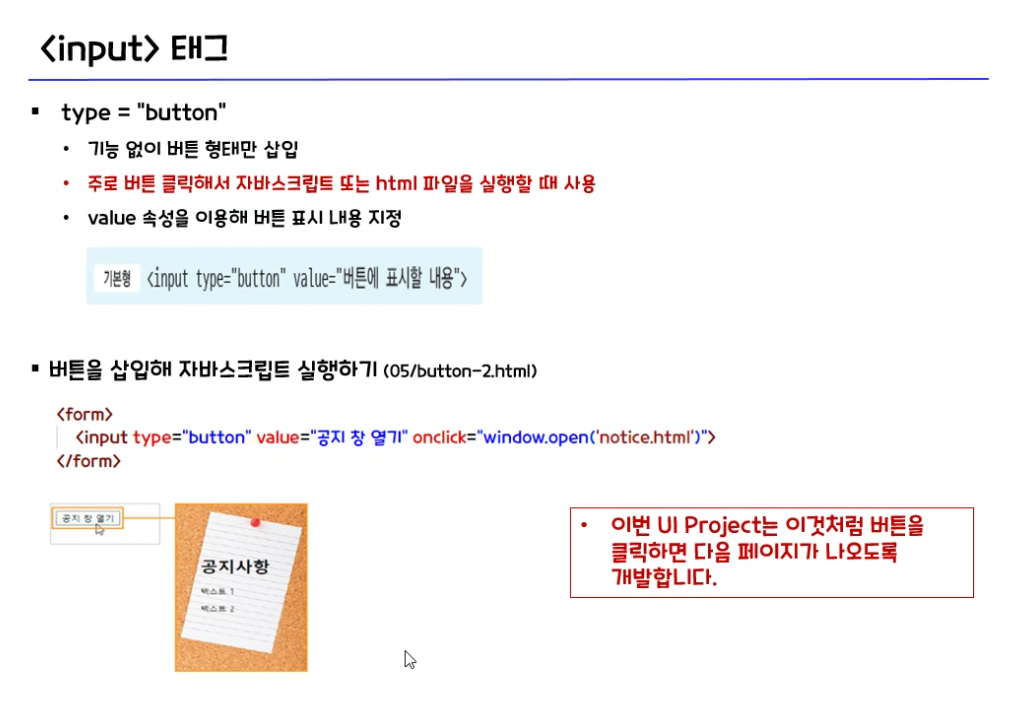 <input> 태그
▪ type = "button"
• 기능 없이 버튼 형태만 삽입
• 주로 버튼 클릭해서 자바스크립트 또는 html 파일을 실행할 때 사용
• value 속성을 이용해 버튼 표시 내용 지정
기본형 <input type="button" value="버튼에 표시할 내용">
▪ 버튼을 삽입해 자바스크립트 실행하기 (05/button-2.html)
<form>
<input type="button" value="공지 창 열기" onclick="window.open('notice.html')">
</form>
공지 창 열기
공지사항
텍스트 1
텍스트 2
• 이번 UI Project는 이것처럼 버튼을
클릭하면 다음 페이지가 나오도록
개발합니다.